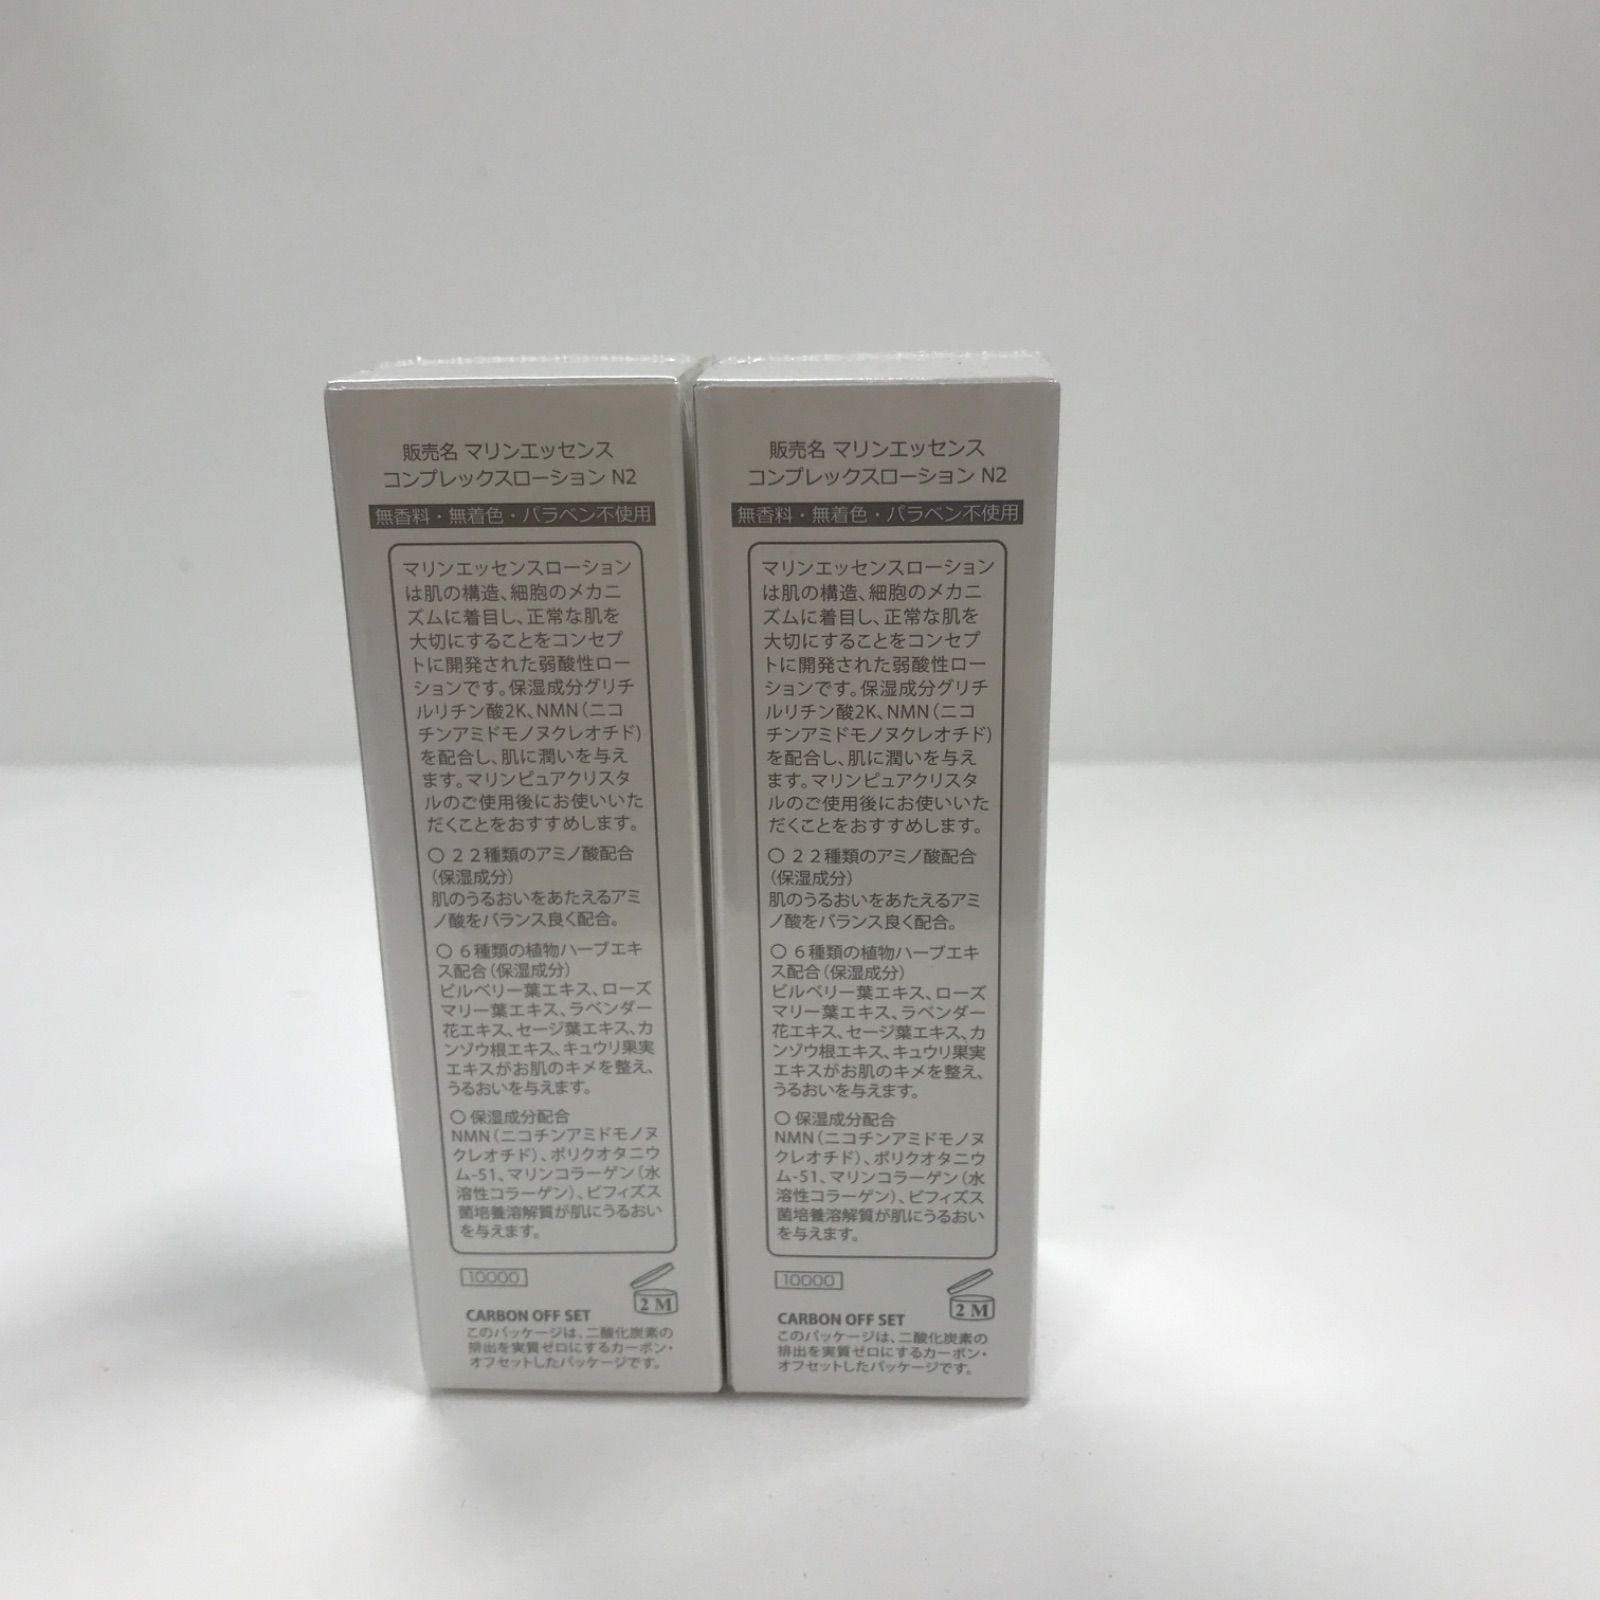 販売名 マリンエッセンス
コンプレックスローション N2
無香料・無着色・パラベン不使用
マリンエッセンスローション
は肌の構造、細胞のメカニ
ズムに着目し、正常な肌を
大切にすることをコンセプ
トに開発された弱酸性ロー
ションです。保湿成分グリチ
ルリチン酸2K、NMN(ニコ
チンアミドモノヌクレオチド)
を配合し、肌に潤いを与え
ます。マリンピュアクリスタ
ルのご使用後にお使いいた
だくことをおすすめします。
○ 22種類のアミノ酸配合
(保湿成分)
肌のうるおいをあたえるアミ
ノ酸をバランス良く配合。
○ 6種類の植物ハーブエキ
ス配合(保湿成分)
ビルベリー葉エキス、ローズ
マリー葉エキス、ラベンダー
花エキス、セージ葉エキス、カ
ンゾウ根エキス、キュウリ果実
エキスがお肌のキメを整え、
うるおいを与えます。
○ 保湿成分配合
NMN(ニコチンアミドモノヌ
クレオチド)、ポリクオタニウ
ム-51、マリンコラーゲン(水
溶性コラーゲン)、ビフィズス
菌培養溶解質が肌にうるおい
を与えます。
10000
2 M
CARBON OFF SET
このパッケージは、二酸化炭素の
排出を実質ゼロにするカーボン・
オフセットしたパッケージです。
販売名 マリンエッセンス
コンプレックスローション N2
無香料・無着色・パラベン不使用
マリンエッセンスローション
は肌の構造、細胞のメカニ
ズムに着目し、正常な肌を
大切にすることをコンセプ
トに開発された弱酸性ロー
ションです。保湿成分グリチ
ルリチン酸2K、NMN(ニコ
チンアミドモノヌクレオチド)
を配合し、肌に潤いを与え
ます。マリンピュアクリスタ
ルのご使用後にお使いいた
だくことをおすすめします。
○ 22種類のアミノ酸配合
(保湿成分)
肌のうるおいをあたえるアミ
ノ酸をバランス良く配合。
○ 6種類の植物ハーブエキ
ス配合(保湿成分)
ビルベリー葉エキス、ローズ
マリー葉エキス、ラベンダー
花エキス、セージ葉エキス、カ
ンゾウ根エキス、キュウリ果実
エキスがお肌のキメを整え、
うるおいを与えます。
○ 保湿成分配合
NMN(ニコチンアミドモノヌ
クレオチド)、ポリクオタニウ
ム-51、マリンコラーゲン(水
溶性コラーゲン)、ビフィズス
菌培養溶解質が肌にうるおい
を与えます。
10000
2 M
CARBON OFF SET
このパッケージは、二酸化炭素の
排出を実質ゼロにするカーボン・
オフセットしたパッケージです。